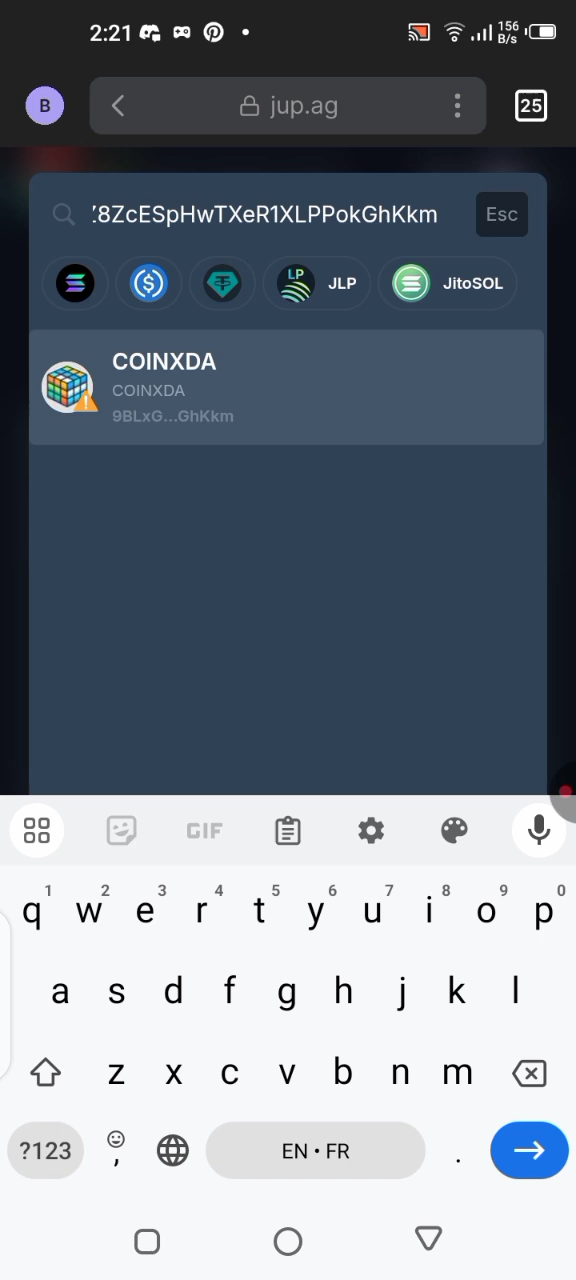 2:21
156
B/s
B
jup.ag
25
Z8ZcESpHwTXeR1XLPPokGhKkm
Esc
LP
JLP
JitoSOL
COINXDA
COINXDA
9BLxG...GhKkm
GIF
1 2 3 4 5 6 7 8 9 0
q w e r t y u i o p
a s d f g h j k l
z x c v b n m
?123 , EN • FR .